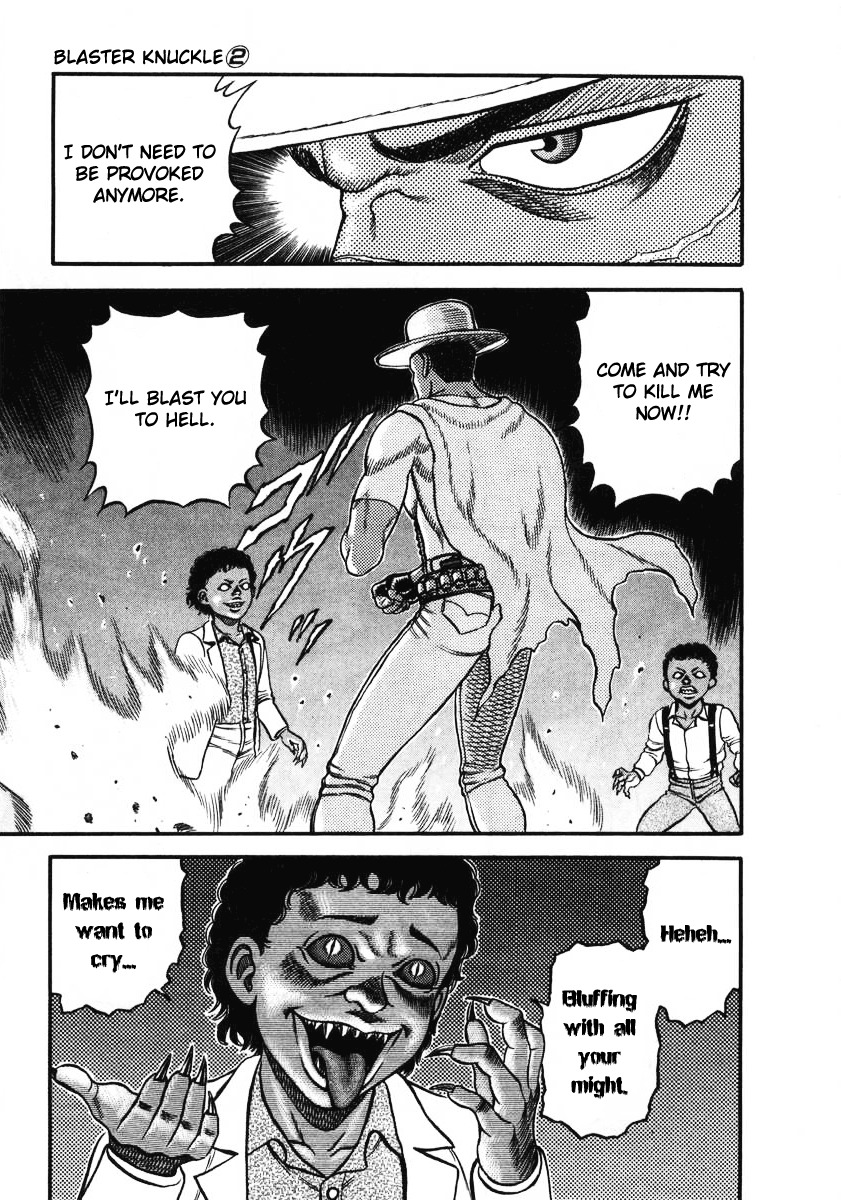 BLASTER KNUCKLE②
I DON'T NEED TO
BE PROVOKED
ANYMORE.
COME AND TRY
TO KILL ME
NOW!!
I'LL BLAST YOU
TO HELL.
Heheh....
Bluffing
with all
your
might.
Makes me
want to
cry....